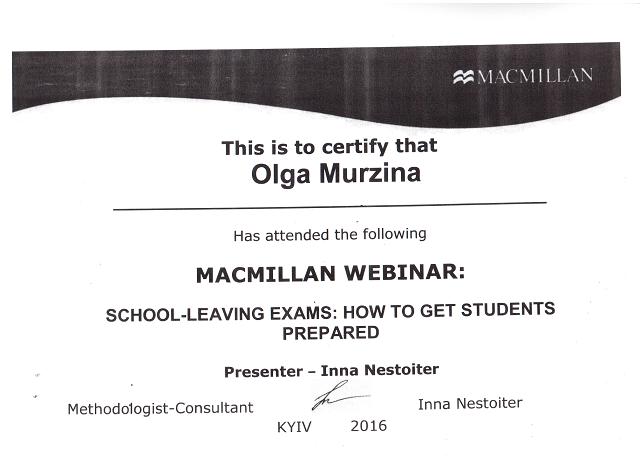 MACMILLAN
This is to certify that
Olga Murzina
Has attended the following
MACMILLAN WEBINAR:
SCHOOL-LEAVING EXAMS: HOW TO GET STUDENTS
PREPARED
Presenter – Inna Nestoiter
Methodologist-Consultant Inna Nestoiter
KYIV 2016